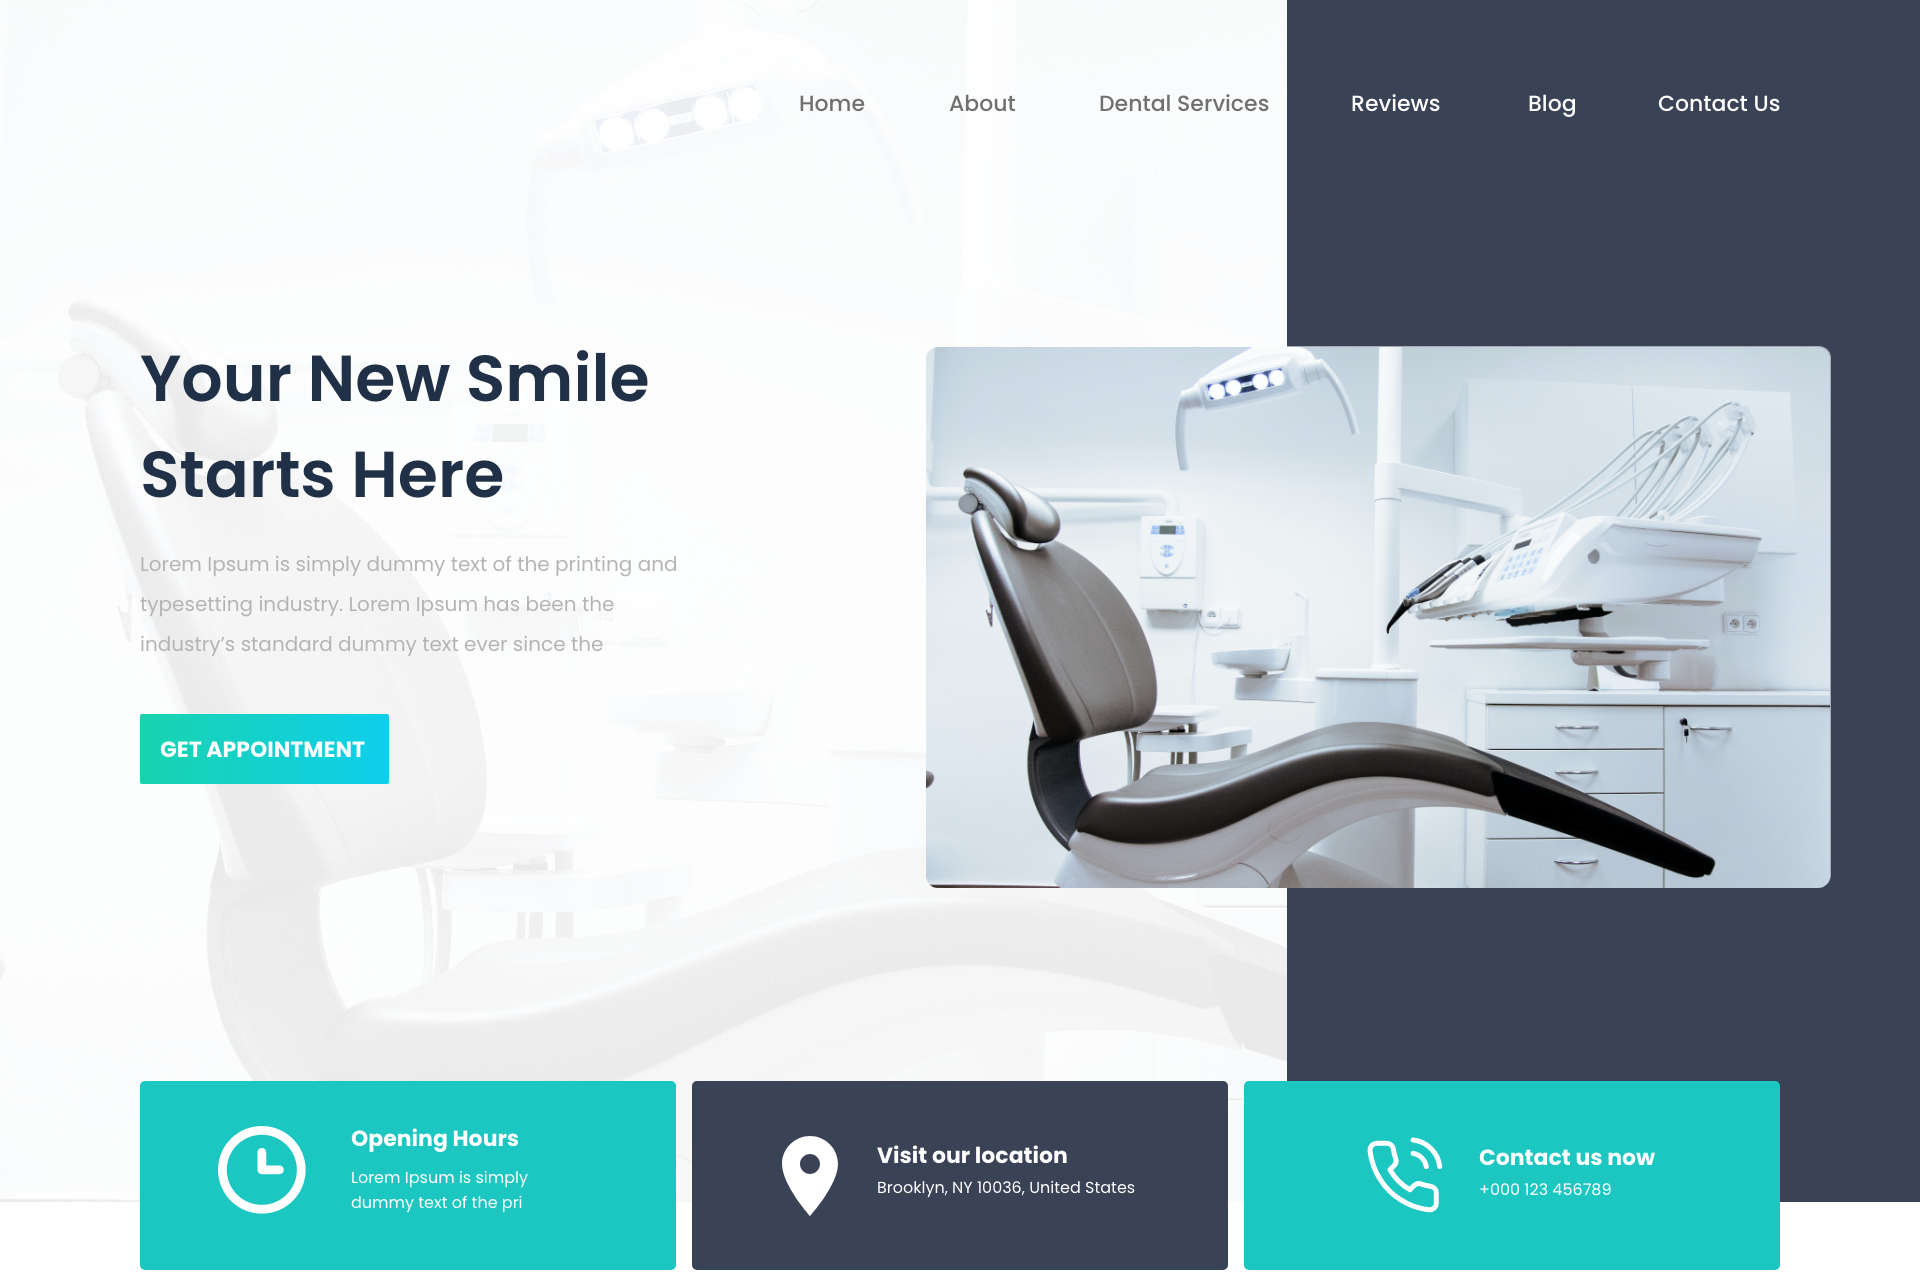 Home About Dental Services Reviews Blog Contact Us
Your New Smile
Starts Here
Lorem Ipsum is simply dummy text of the printing and
typesetting industry. Lorem Ipsum has been the
industry’s standard dummy text ever since the
GET APPOINTMENT
Opening Hours
Lorem Ipsum is simply
dummy text of the pri
Visit our location
Brooklyn, NY 10036, United States
Contact us now
+000 123 456789